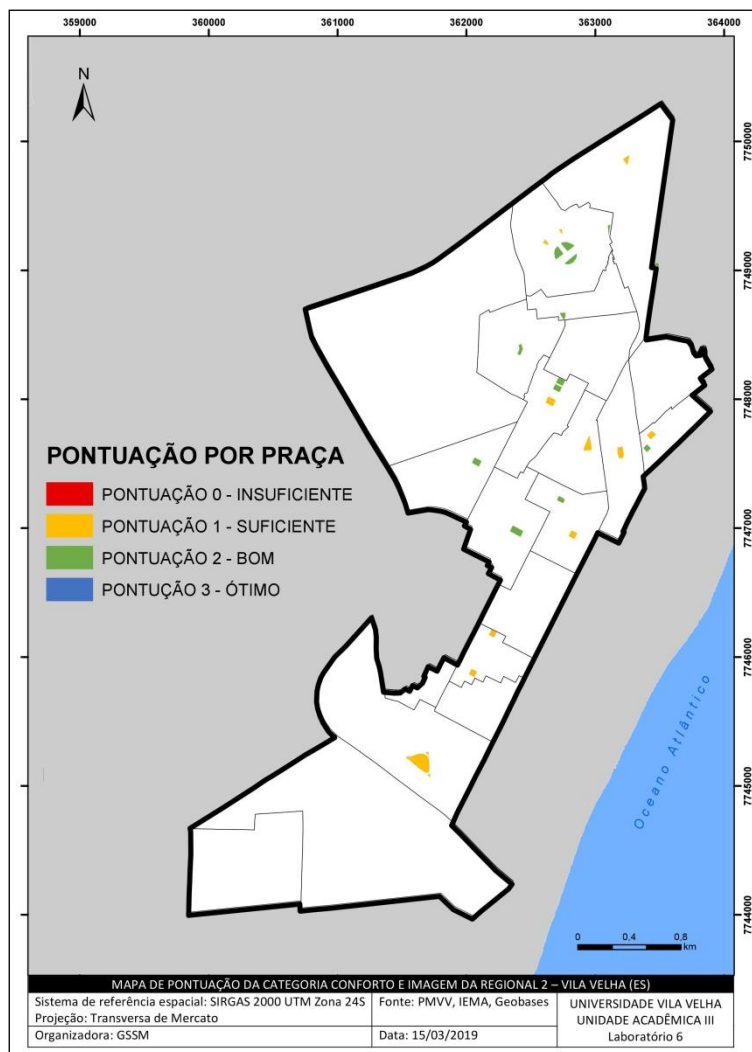 359000 360000 361000 362000 363000 364000
N
7750000
7749000
7748000
7747000
7746000
7745000
7744000
PONTUAÇÃO POR PRAÇA
PONTUAÇÃO 0 - INSUFICIENTE
PONTUAÇÃO 1 - SUFICIENTE
PONTUAÇÃO 2 - BOM
PONTUÇÃO 3 - ÓTIMO
Oceano Atlântico
0 0,4 0,8
km
MAPA DE PONTUAÇÃO DA CATEGORIA CONFORTO E IMAGEM DA REGIONAL 2 – VILA VELHA (ES)
Sistema de referência espacial: SIRGAS 2000 UTM Zona 24S
Projeção: Transversa de Mercato
Organizadora: GSSM
Fonte: PMVV, IEMA, Geobases
Data: 15/03/2019
UNIVERSIDADE VILA VELHA
UNIDADE ACADÊMICA III
Laboratório 6